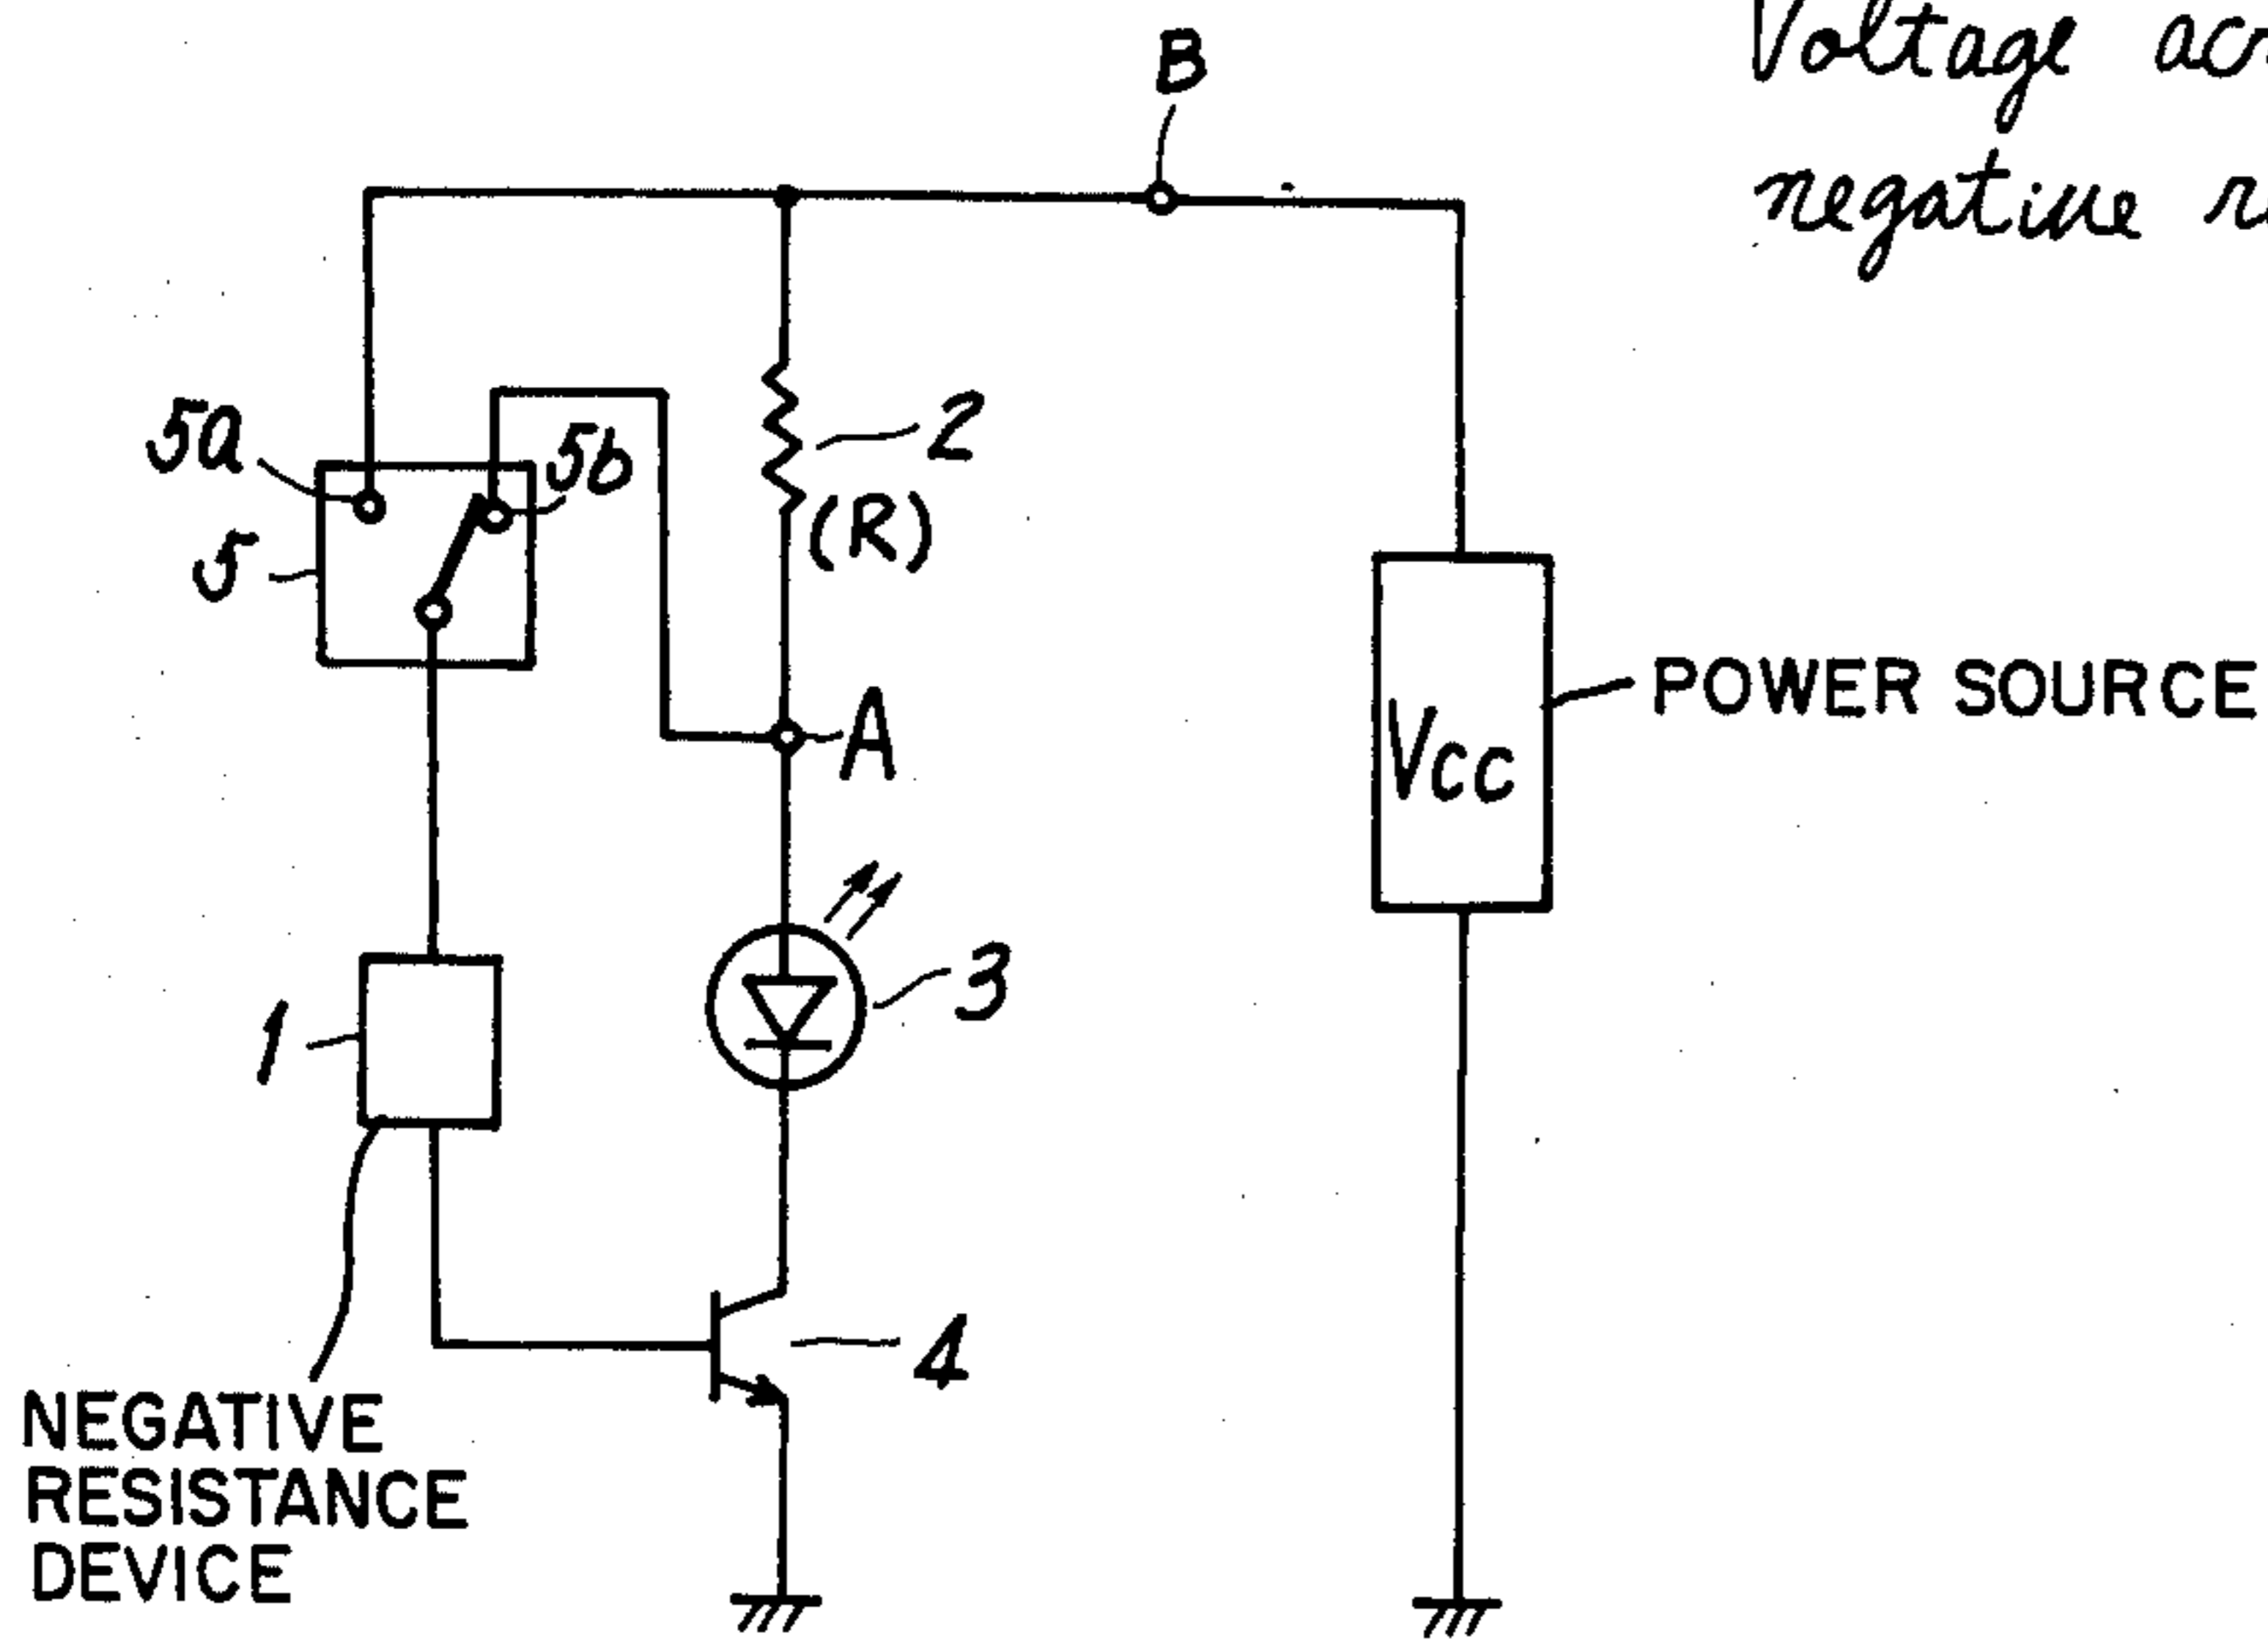 B
Voltage
negative
5a
5b
2
5
(R)
A
POWER SOURCE
Vcc
3
1
4
NEGATIVE
RESISTANCE
DEVICE